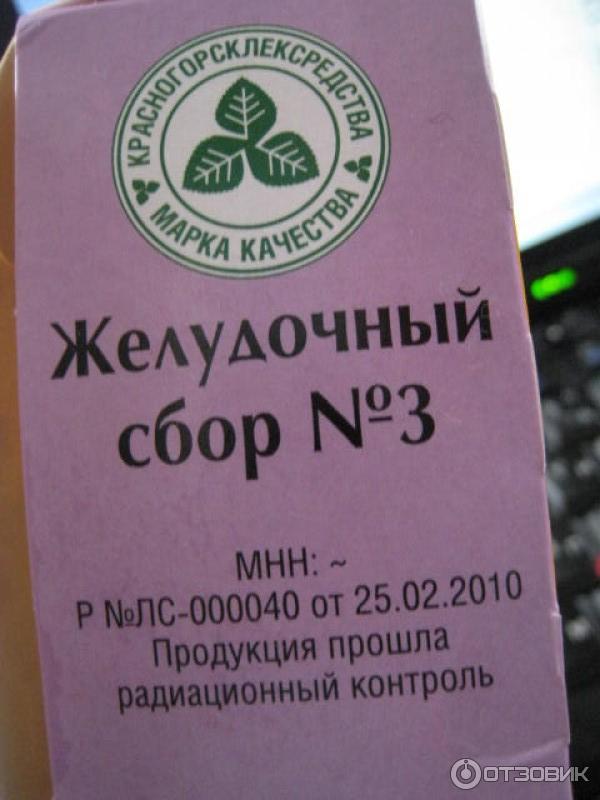 КРАСНОГОРСКЛЕКСРЕДСТВА
МАРКА КАЧЕСТВА
Желудочный
сбор №3
МНН: ~
Р №ЛС-000040 от 25.02.2010
Продукция прошла
радиационный контроль
ОТЗОВИК